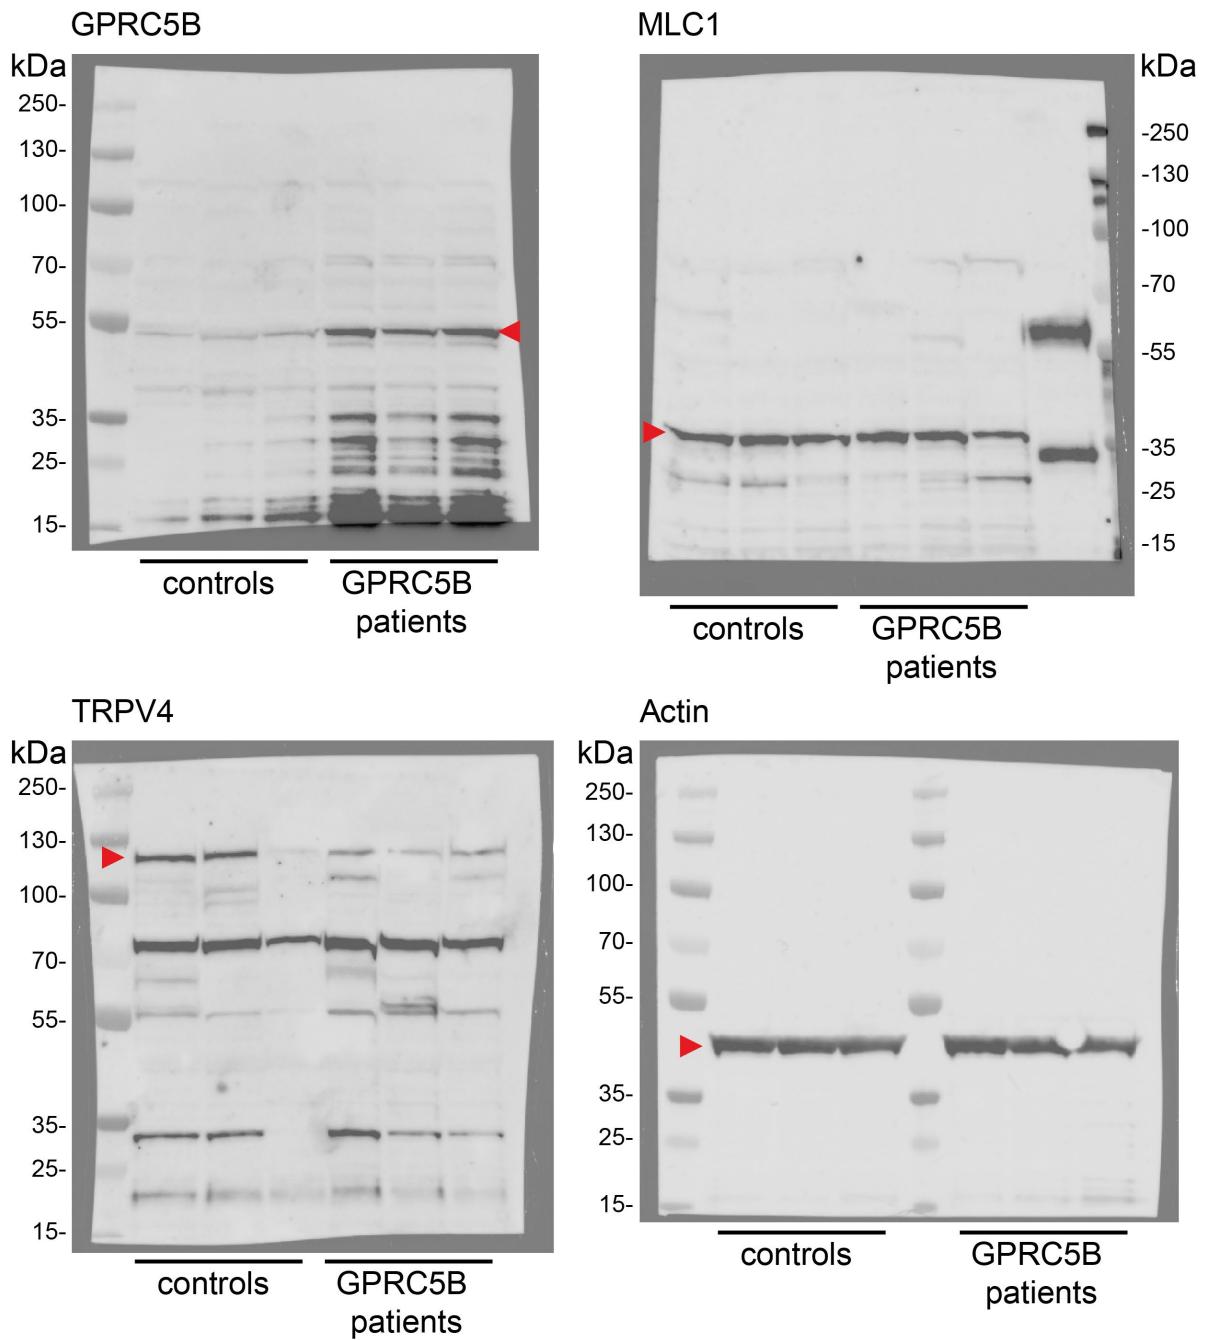 GPRC5B
kDa
250-
130-
100-
70-
55-
35-
25-
15-
controls
GPRC5B
patients
MLC1
kDa
-250
-130
-100
-70
-55
-35
-25
-15
controls
GPRC5B
patients
TRPV4
kDa
250-
130-
100-
70-
55-
35-
25-
15-
controls
GPRC5B
patients
Actin
kDa
250-
130-
100-
70-
55-
35-
25-
15-
controls
GPRC5B
patients